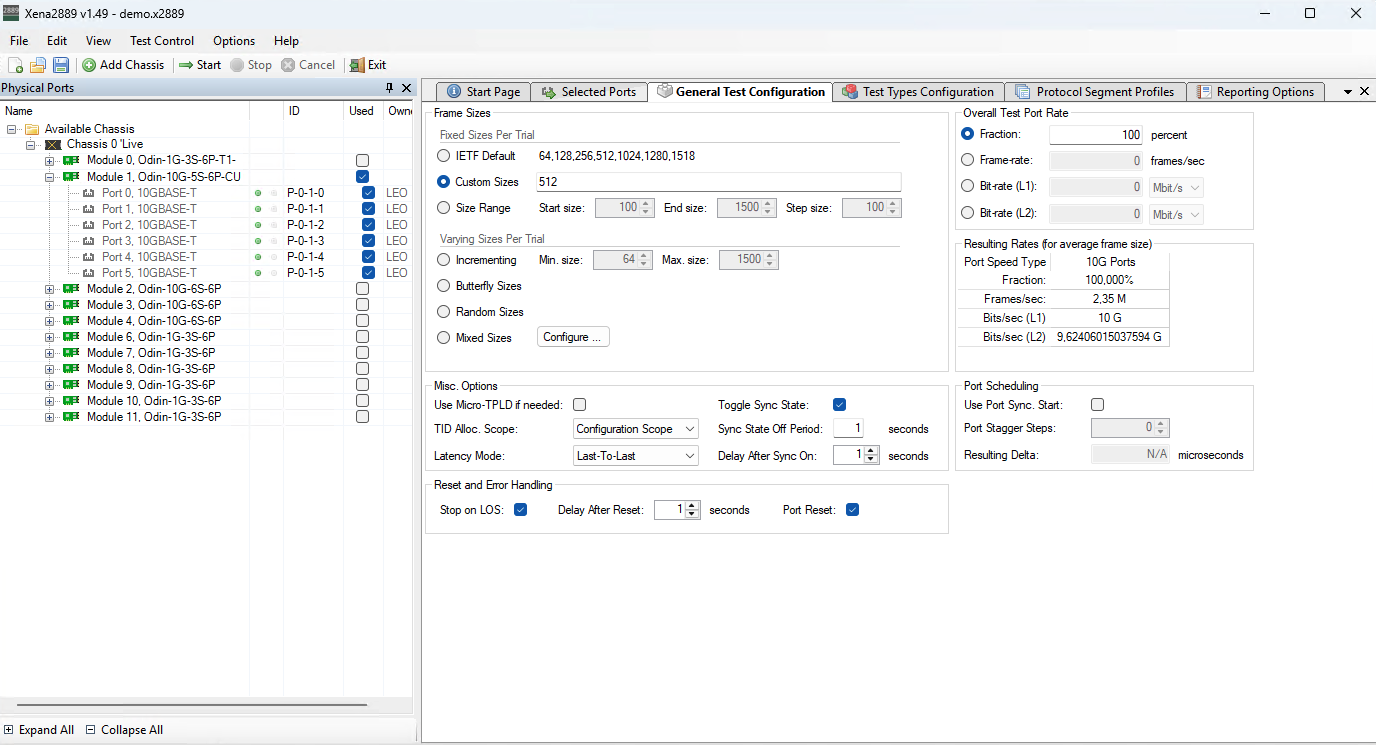 2889 Xena2889 v1.49 - demo.x2889
File Edit View Test Control Options Help
Add Chassis Start Stop Cancel Exit
Physical Ports
Name ID Used Owne
Available Chassis
Chassis 0 'Live
Module 0, Odin-1G-3S-6P-T1-
Module 1, Odin-10G-5S-6P-CU
Port 0, 10GBASE-T P-0-1-0 LEO
Port 1, 10GBASE-T P-0-1-1 LEO
Port 2, 10GBASE-T P-0-1-2 LEO
Port 3, 10GBASE-T P-0-1-3 LEO
Port 4, 10GBASE-T P-0-1-4 LEO
Port 5, 10GBASE-T P-0-1-5 LEO
Module 2, Odin-10G-6S-6P
Module 3, Odin-10G-6S-6P
Module 4, Odin-10G-6S-6P
Module 6, Odin-1G-3S-6P
Module 7, Odin-1G-3S-6P
Module 8, Odin-1G-3S-6P
Module 9, Odin-1G-3S-6P
Module 10, Odin-1G-3S-6P
Module 11, Odin-1G-3S-6P
Expand All Collapse All
Start Page Selected Ports General Test Configuration Test Types Configuration Protocol Segment Profiles Reporting Options
Frame Sizes
Fixed Sizes Per Trial
IETF Default 64,128,256,512,1024,1280,1518
Custom Sizes 512
Size Range Start size: 100 End size: 1500 Step size: 100
Varying Sizes Per Trial
Incrementing Min. size: 64 Max. size: 1500
Butterfly Sizes
Random Sizes
Mixed Sizes Configure ...
Overall Test Port Rate
Fraction: 100 percent
Frame-rate: 0 frames/sec
Bit-rate (L1): 0 Mbit/s
Bit-rate (L2): 0 Mbit/s
Resulting Rates (for average frame size)
Port Speed Type 10G Ports
Fraction: 100,000%
Frames/sec: 2,35 M
Bits/sec (L1) 10 G
Bits/sec (L2) 9,62406015037594 G
Misc. Options
Use Micro-TPLD if needed: Toggle Sync State:
TID Alloc. Scope: Configuration Scope Sync State Off Period: 1 seconds
Latency Mode: Last-To-Last Delay After Sync On: 1 seconds
Port Scheduling
Use Port Sync. Start:
Port Stagger Steps: 0
Resulting Delta: N/A microseconds
Reset and Error Handling
Stop on LOS: Delay After Reset: 1 seconds Port Reset: